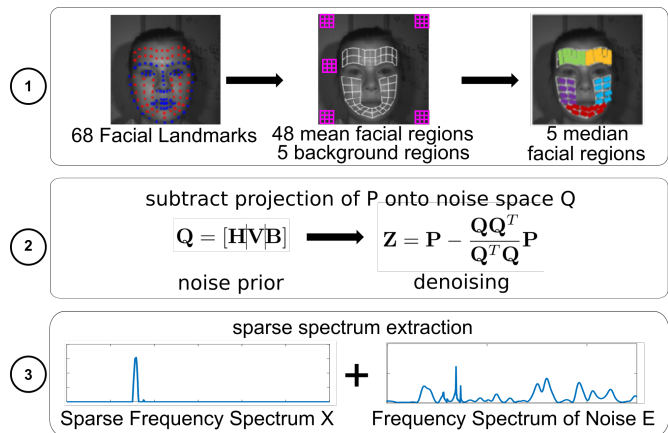 1
68 Facial Landmarks
48 mean facial regions
5 background regions
5 median
facial regions
2
subtract projection of P onto noise space Q
Q = [H|V|B]
Z = P − QQ^T / Q^T Q P
noise prior
denoising
3
sparse spectrum extraction
+
Sparse Frequency Spectrum X
Frequency Spectrum of Noise E